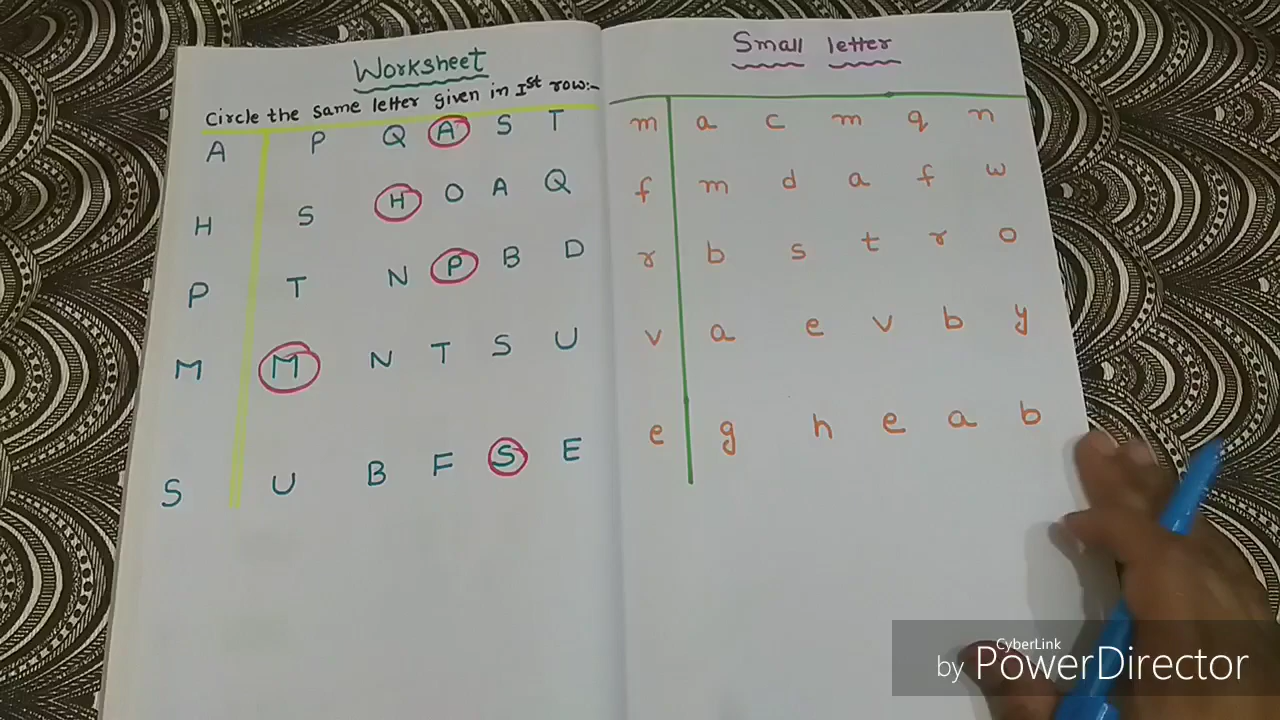 Worksheet
Circle the same letter given in Ist row:-
A P Q A S T
H S H O A Q
P T N P B D
M M N T S U
S U B F S E
Small letter
m a c m q n
f m d a f w
r b s t r o
v a e v b y
e g h e a b
CyberLink
by PowerDirector